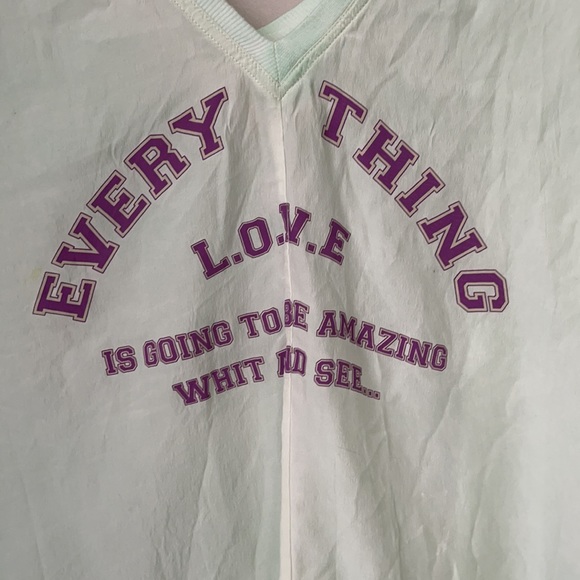 EVERY THING
L.O.V.E
IS GOING TO BE AMAZING
WHIT SEE...